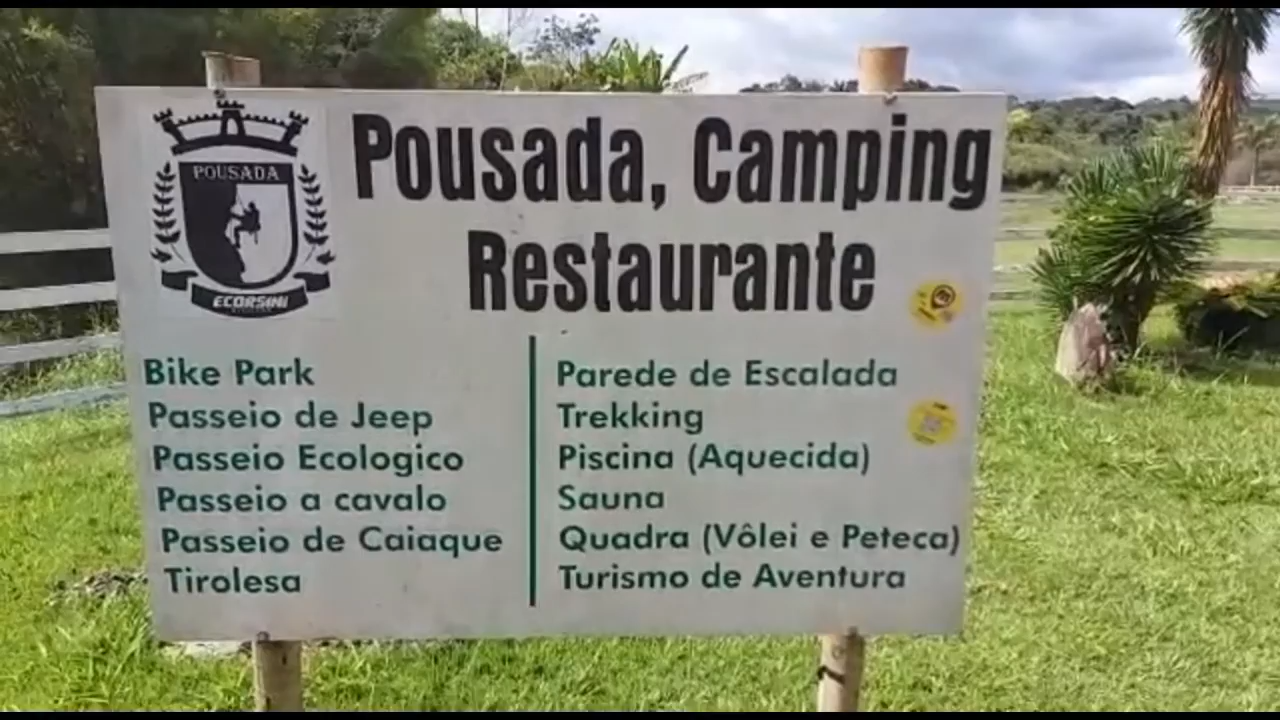 POUSADA
ECORSINI
Pousada, Camping
Restaurante
Bike Park
Passeio de Jeep
Passeio Ecologico
Passeio a cavalo
Passeio de Caiaque
Tirolesa
Parede de Escalada
Trekking
Piscina (Aquecida)
Sauna
Quadra (Vôlei e Peteca)
Turismo de Aventura